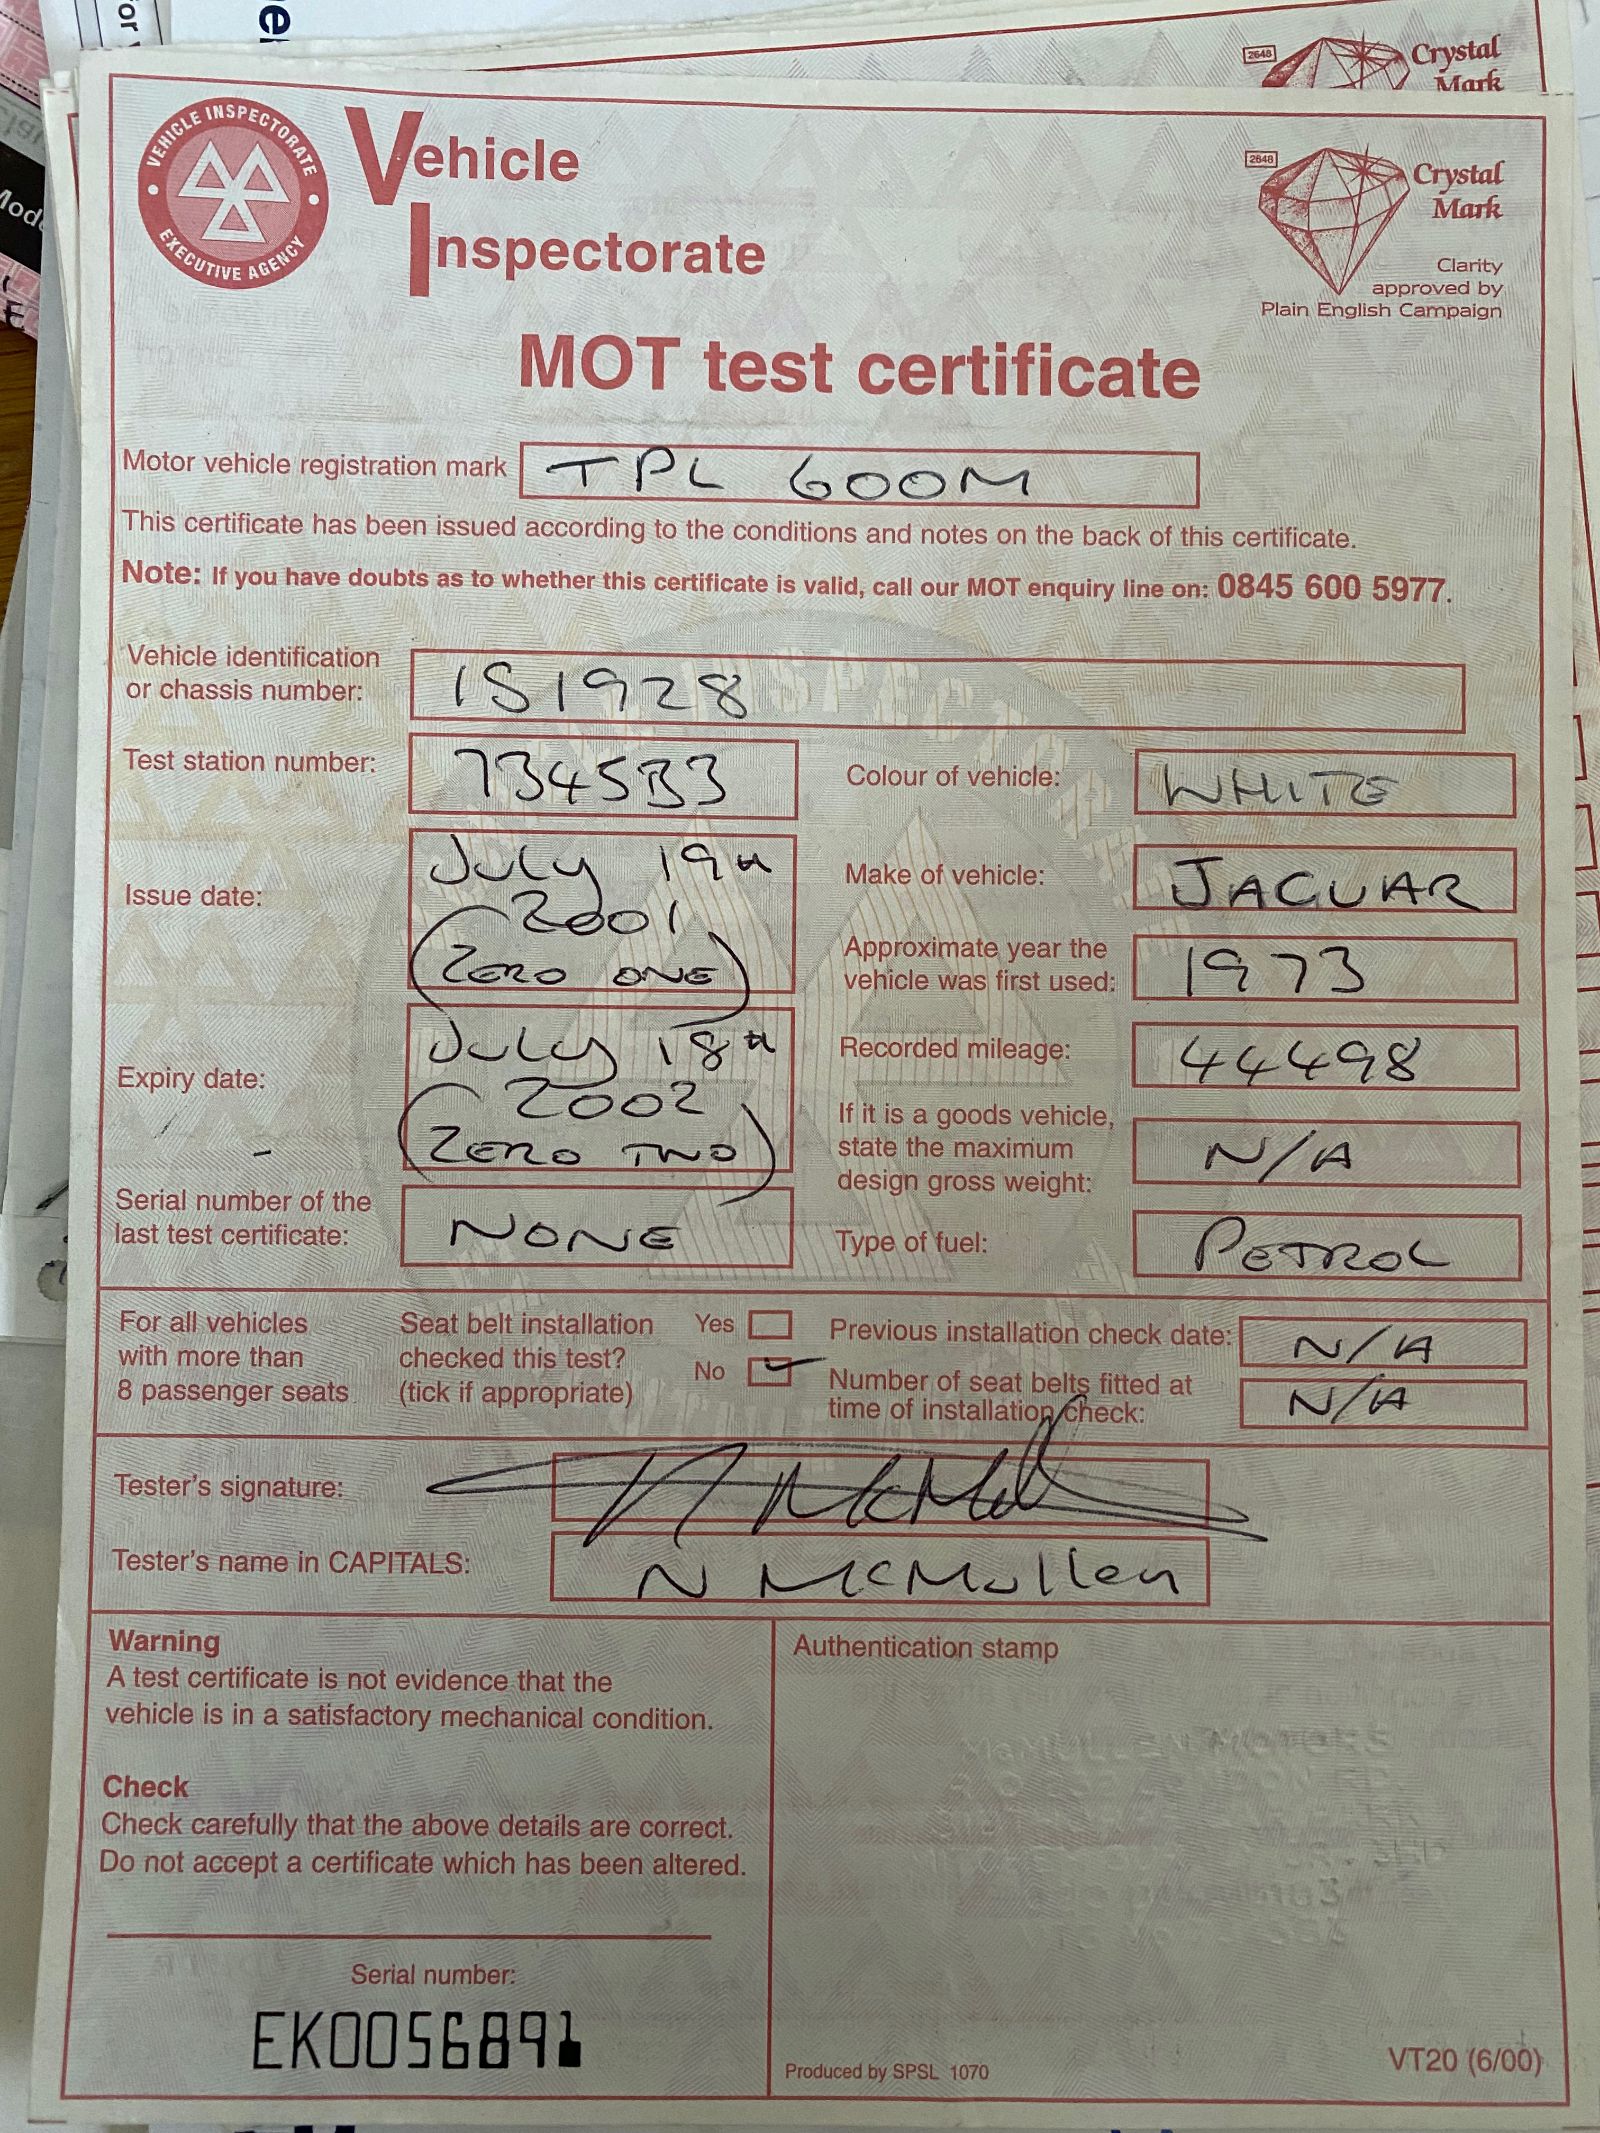 2648
Crystal
Mark
VEHICLE INSPECTORATE
EXECUTIVE AGENCY
Vehicle
Inspectorate
2648
Crystal
Mark
Clarity
approved by
Plain English Campaign
MOT test certificate
Motor vehicle registration mark TPL 600M
This certificate has been issued according to the conditions and notes on the back of this certificate.
Note: If you have doubts as to whether this certificate is valid, call our MOT enquiry line on: 0845 600 5977.
Vehicle identification
or chassis number: 1S1928
Test station number: 7345B3
Colour of vehicle: WHITE
Issue date: July 19th
2001
(ZERO ONE)
Make of vehicle: JAGUAR
Approximate year the
vehicle was first used: 1973
Expiry date: July 18th
2002
(ZERO TWO)
Recorded mileage: 44498
If it is a goods vehicle,
state the maximum
design gross weight: N/A
Serial number of the
last test certificate: NONE
Type of fuel: PETROL
For all vehicles
with more than
8 passenger seats
Seat belt installation
checked this test?
(tick if appropriate)
Yes
No
Previous installation check date: N/A
Number of seat belts fitted at
time of installation check: N/A
Tester's signature:
Tester's name in CAPITALS: N McMullen
Warning
A test certificate is not evidence that the
vehicle is in a satisfactory mechanical condition.
Check
Check carefully that the above details are correct.
Do not accept a certificate which has been altered.
Serial number:
EK0056891
Authentication stamp
Produced by SPSL 1070
VT20 (6/00)